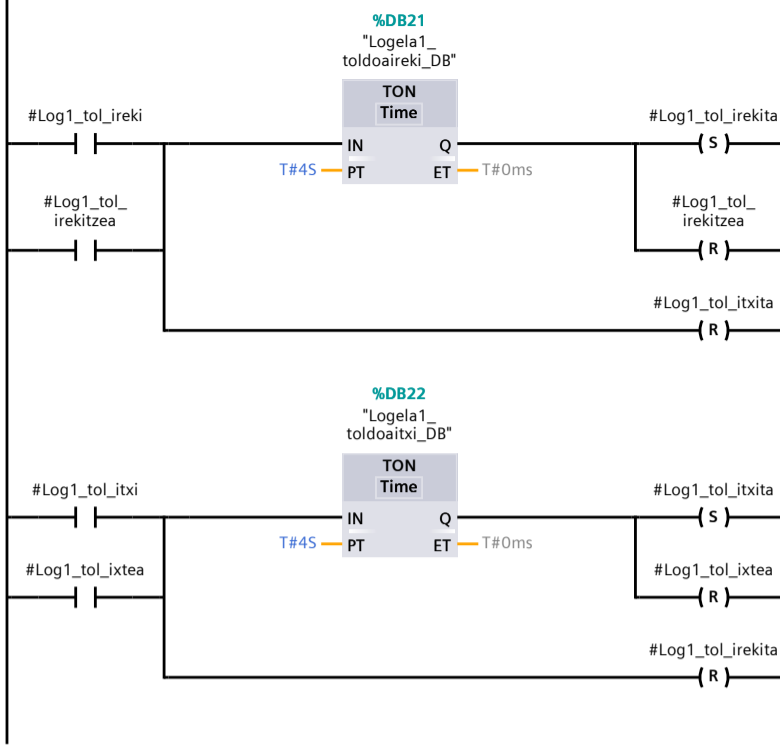 %DB21
"Logela1_
toldoaireki_DB"
TON
Time
#Log1_tol_ireki
#Log1_tol_irekita
IN
Q
( S )
T#4S
PT
ET
T#0ms
#Log1_tol_
irekitzea
#Log1_tol_
irekitzea
( R )
#Log1_tol_itxita
( R )
%DB22
"Logela1_
toldoaitxi_DB"
TON
Time
#Log1_tol_itxi
#Log1_tol_itxita
IN
Q
( S )
T#4S
PT
ET
T#0ms
#Log1_tol_ixtea
#Log1_tol_ixtea
( R )
#Log1_tol_irekita
( R )